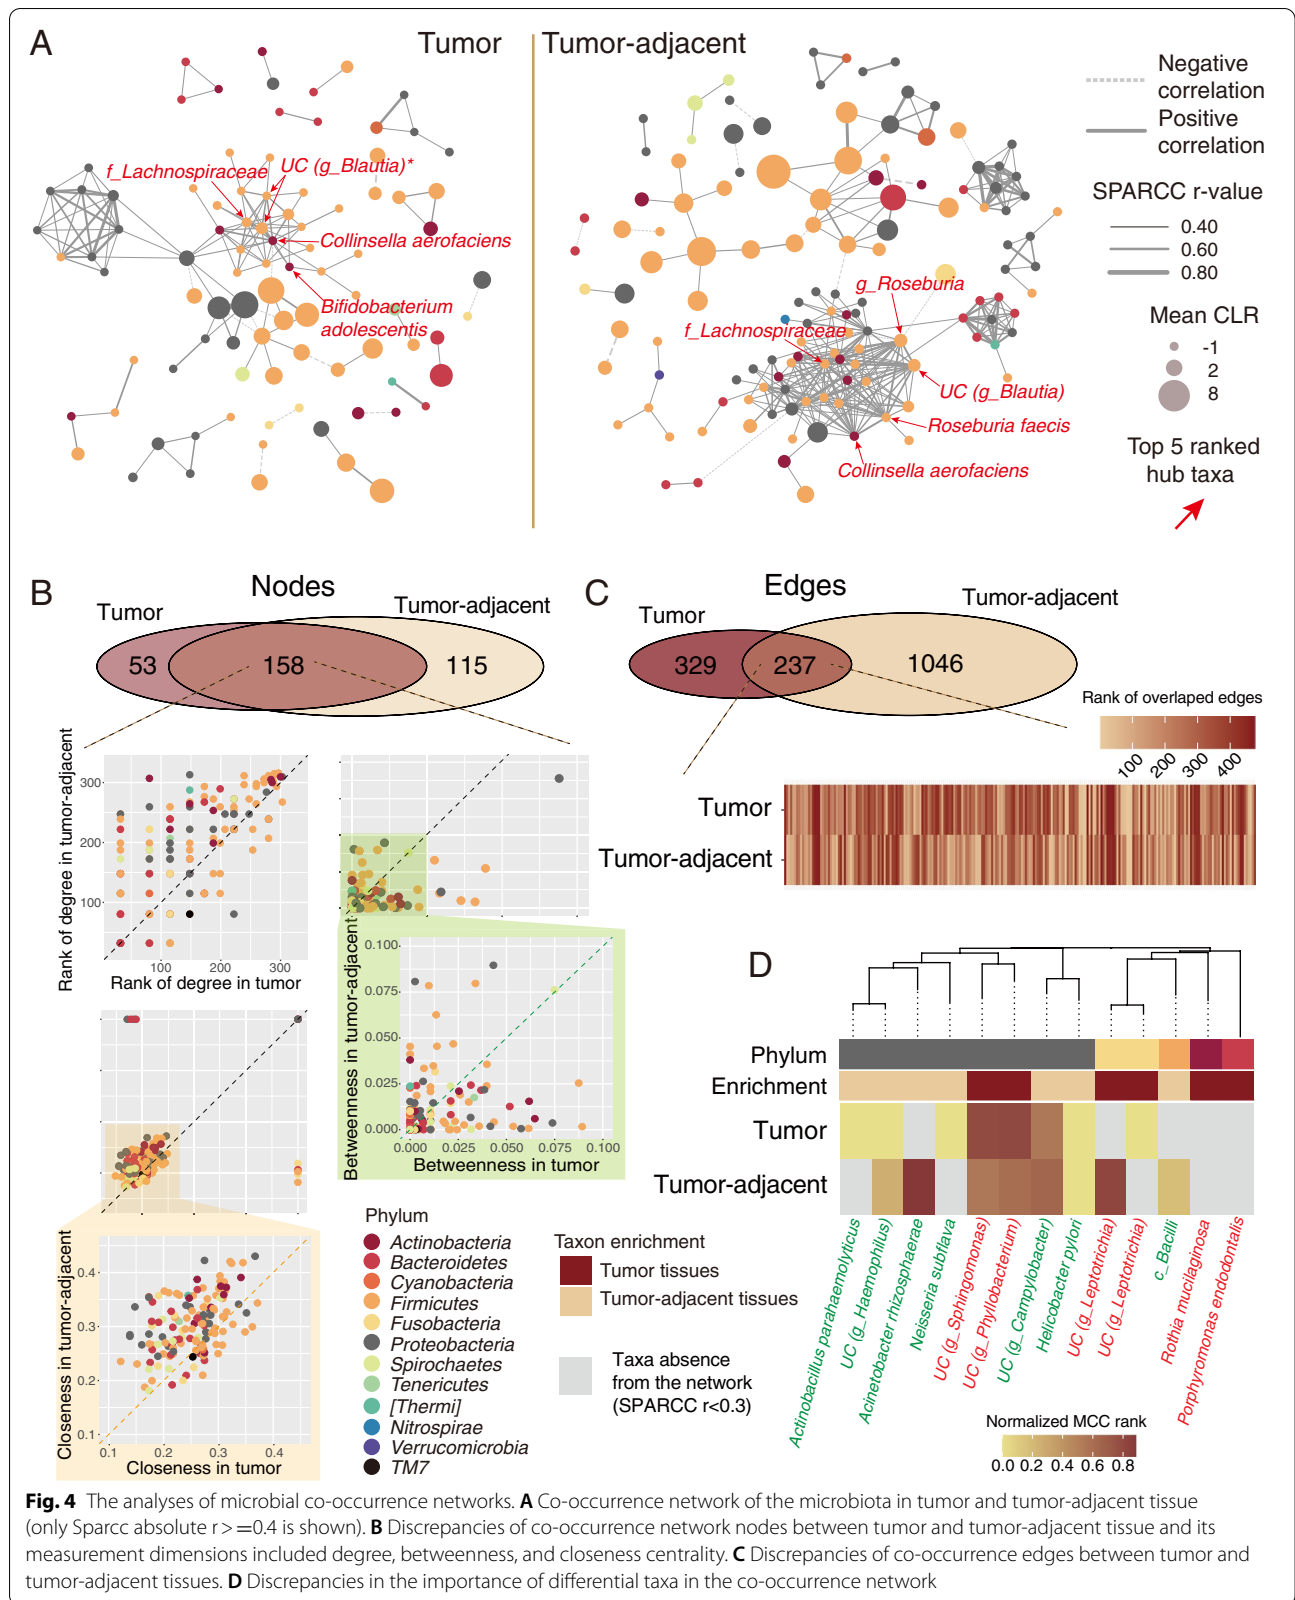 A
Tumor
Tumor-adjacent
f_Lachnospiraceae
UC (g_Blautia)*
Collinsella aerofaciens
Bifidobacterium
adolescentis
g_Roseburia
f_Lachnospiraceae
UC (g_Blautia)
Roseburia faecis
Collinsella aerofaciens
Negative
correlation
Positive
correlation
SPARCC r-value
0.40
0.60
0.80
Mean CLR
-1
2
8
Top 5 ranked
hub taxa
B
Nodes
Tumor
Tumor-adjacent
53
158
115
C
Edges
Tumor
Tumor-adjacent
329
237
1046
Rank of overlaped edges
100
200
300
400
Tumor
Tumor-adjacent
Rank of degree in tumor-adjacent
300
200
100
100
200
300
Rank of degree in tumor
Betweenness in tumor-adjacent
0.100
0.075
0.050
0.025
0.000
0.000
0.025
0.050
0.075
0.100
Betweenness in tumor
Closeness in tumor-adjacent
0.4
0.3
0.2
0.1
0.1
0.2
0.3
0.4
Closeness in tumor
Phylum
Actinobacteria
Bacteroidetes
Cyanobacteria
Firmicutes
Fusobacteria
Proteobacteria
Spirochaetes
Tenericutes
[Thermi]
Nitrospirae
Verrucomicrobia
TM7
Taxon enrichment
Tumor tissues
Tumor-adjacent tissues
Taxa absence
from the network
(SPARCC r<0.3)
D
Phylum
Enrichment
Tumor
Tumor-adjacent
Actinobacillus parahaemolyticus
UC (g_Haemophilus)
Acinetobacter rhizosphaerae
Neisseria subflava
UC (g_Sphingomonas)
UC (g_Phyllobacterium)
UC (g_Campylobacter)
Helicobacter pylori
UC (g_Leptotrichia)
UC (g_Leptotrichia)
c_Bacilli
Rothia mucilaginosa
Porphyromonas endodontalis
Normalized MCC rank
0.0 0.2 0.4 0.6 0.8
Fig. 4 The analyses of microbial co-occurrence networks. A Co-occurrence network of the microbiota in tumor and tumor-adjacent tissue
(only Sparcc absolute r > =0.4 is shown). B Discrepancies of co-occurrence network nodes between tumor and tumor-adjacent tissue and its
measurement dimensions included degree, betweenness, and closeness centrality. C Discrepancies of co-occurrence edges between tumor and
tumor-adjacent tissues. D Discrepancies in the importance of differential taxa in the co-occurrence network